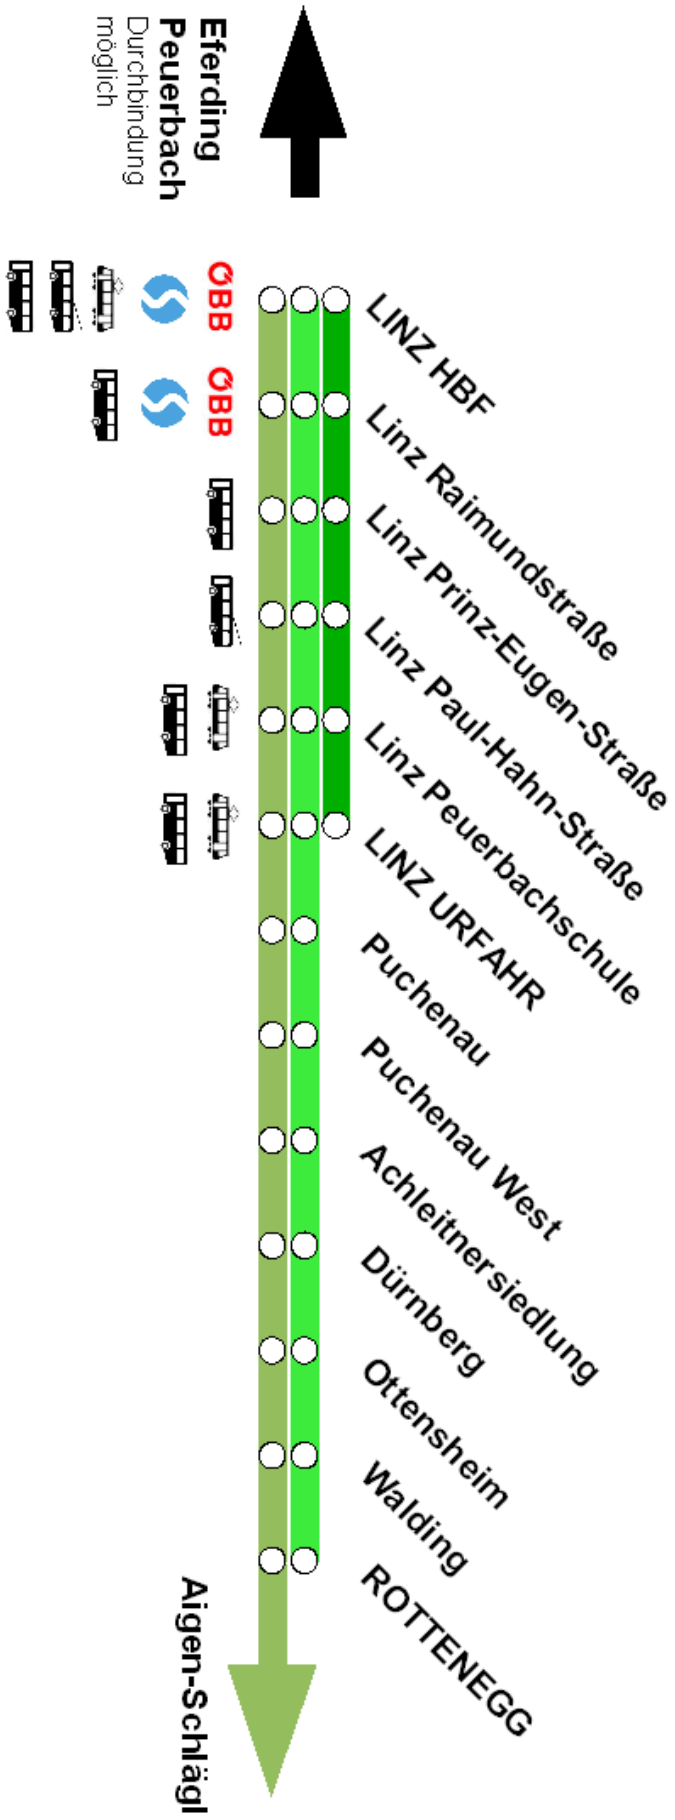 Eferding
Peuerbach
Durchbindung
möglich
ÖBB
LINZ HBF
ÖBB
Linz Raimundstraße
Linz Prinz-Eugen-Straße
Linz Paul-Hahn-Straße
Linz Peuerbachschule
LINZ URFAHR
Puchenau
Puchenau West
Achleitnersiedlung
Dürnberg
Ottensheim
Walding
ROTTENEGG
Aigen-Schlägl